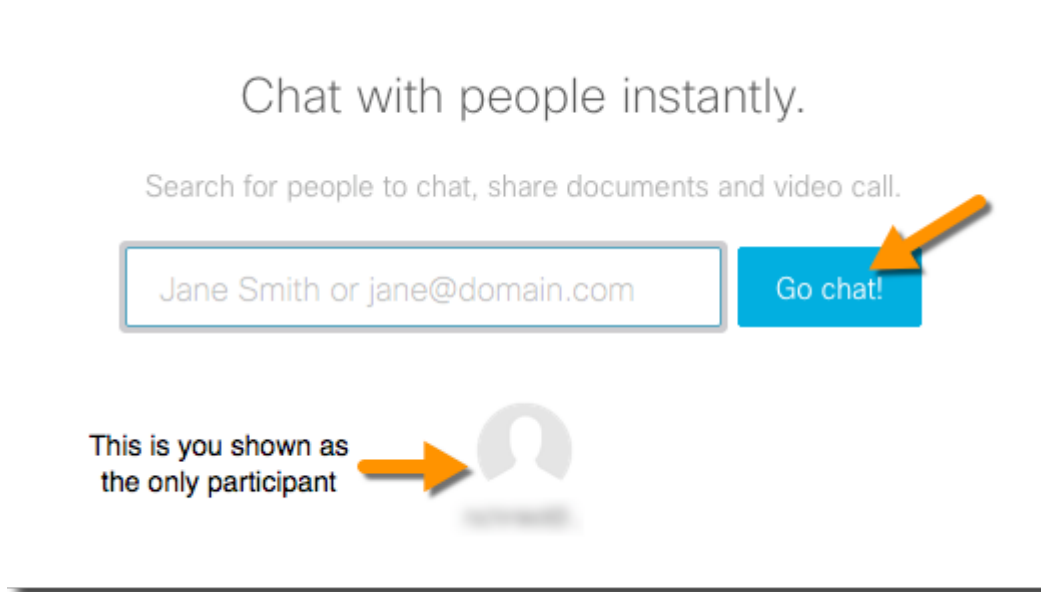 Chat with people instantly.
Search for people to chat, share documents and video call.
Jane Smith or jane@domain.com
Go chat!
This is you shown as
the only participant